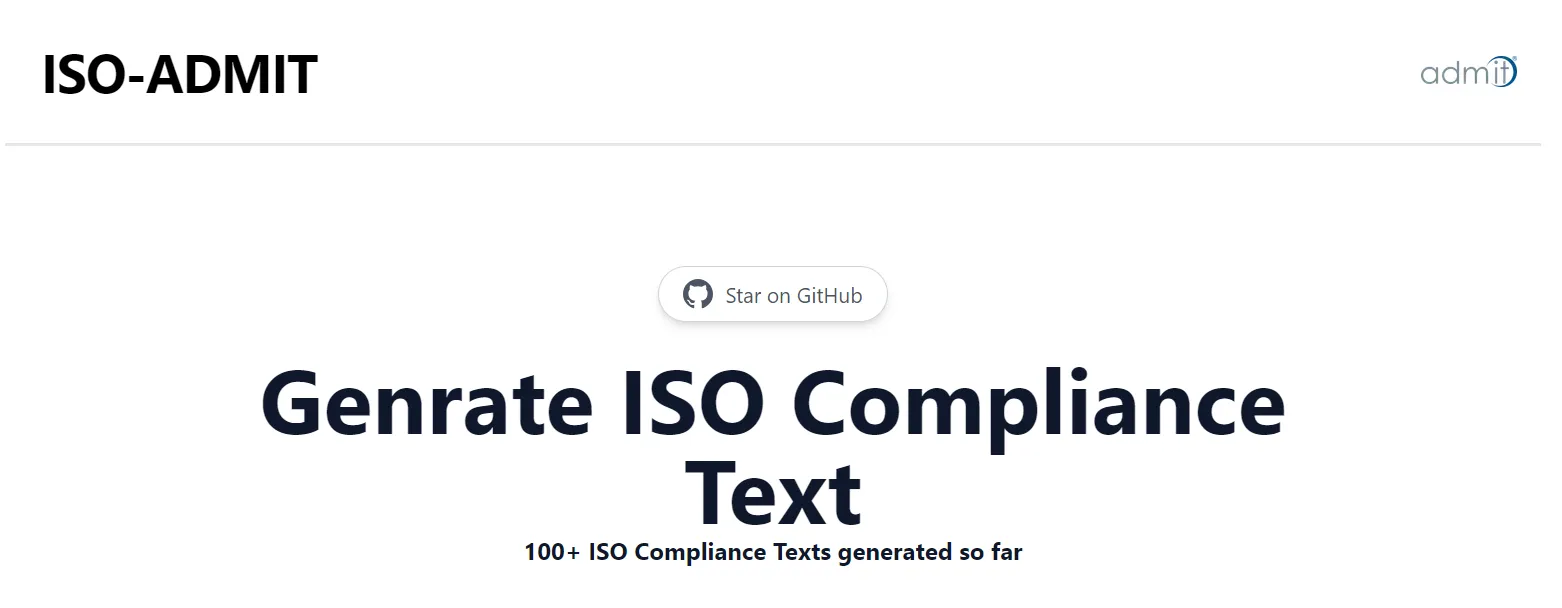 ISO-ADMIT
admit®
Star on GitHub
Genrate ISO Compliance
Text
100+ ISO Compliance Texts generated so far